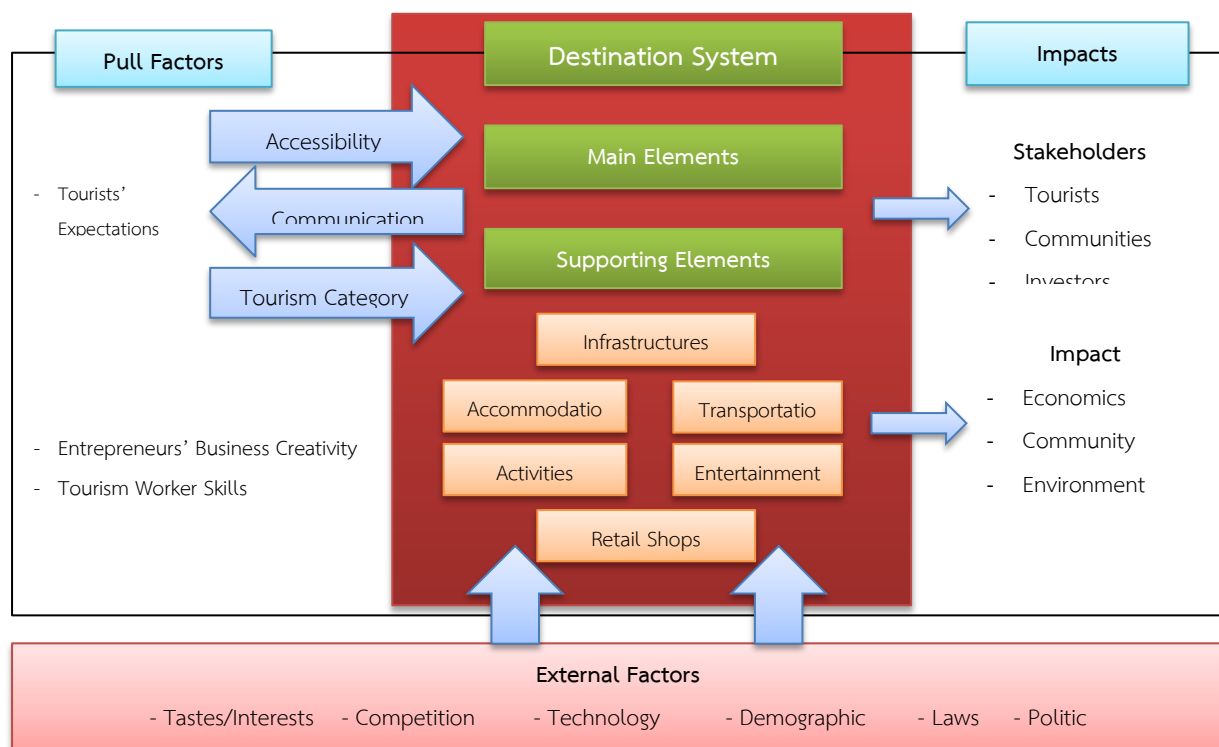 Pull Factors
Destination System
Impacts
Accessibility
Main Elements
Stakeholders
- Tourists'
Expectations
Communication
- Tourists
- Communities
- Investors
Supporting Elements
Tourism Category
Infrastructures
Impact
Accommodatio
Transportatio
- Economics
- Community
- Environment
- Entrepreneurs' Business Creativity
- Tourism Worker Skills
Activities
Entertainment
Retail Shops
External Factors
- Tastes/Interests - Competition - Technology - Demographic - Laws - Politic